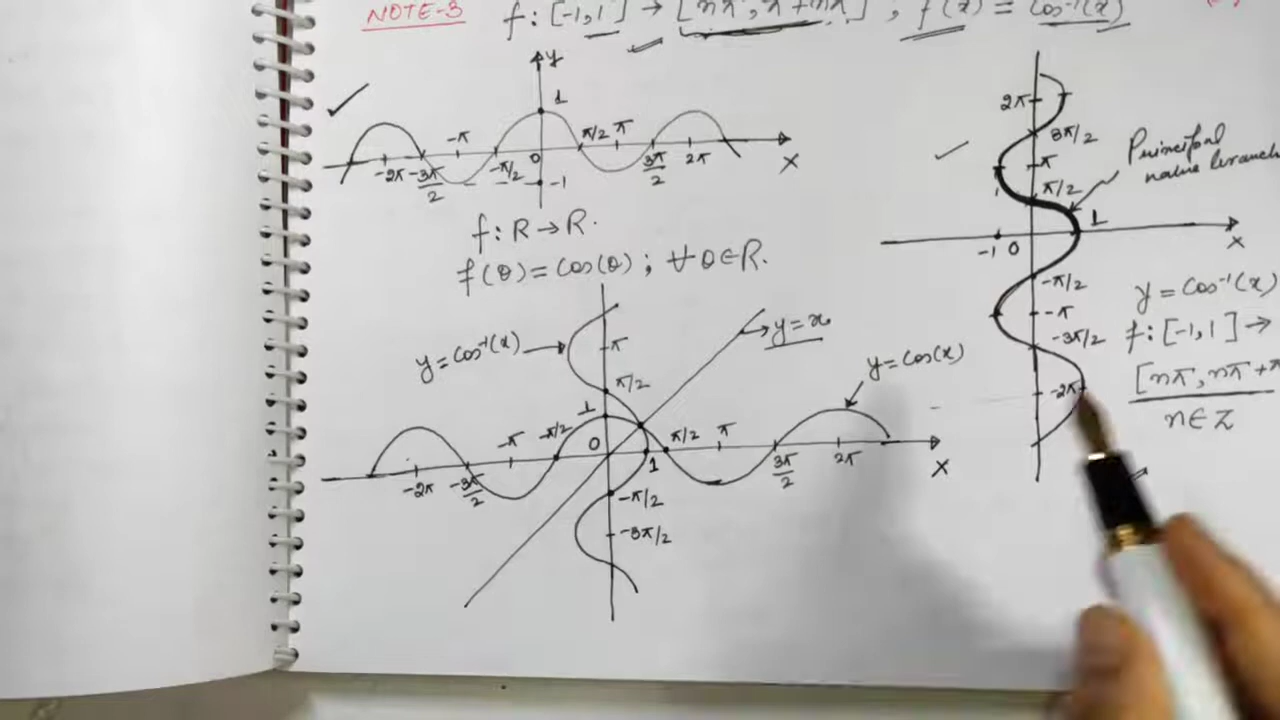 NOTE-3 f: [-1,1] → [nπ, π+nπ] ; f(x) = cos⁻¹(x)
y
1
-2π -3π/2 -π -π/2 0 π/2 π 3π/2 2π
-1
x
f: R → R.
f(θ) = cos(θ) ; ∀ θ ∈ R.
y = cos⁻¹(x)
y = x
y = cos(x)
π
π/2
1
-2π -3π/2 -π -π/2 0 1 π/2 π 3π/2 2π
x
-π/2
-3π/2
2π
3π/2
π
π/2
Principal
value branch
-1 0 1
x
-π/2
-π
-3π/2
-2π
y = cos⁻¹(x)
f: [-1,1] →
[nπ, nπ+π
n ∈ Z